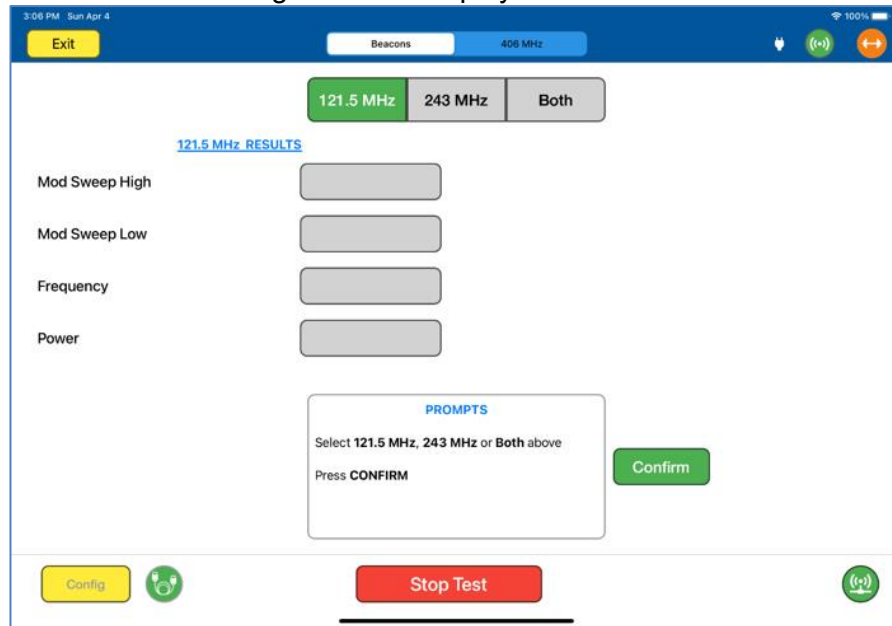 3:06 PM Sun Apr 4
100%
Exit
Beacons
406 MHz
121.5 MHz
243 MHz
Both
121.5 MHz RESULTS
Mod Sweep High
Mod Sweep Low
Frequency
Power
PROMPTS
Select 121.5 MHz, 243 MHz or Both above
Press CONFIRM
Confirm
Config
Stop Test